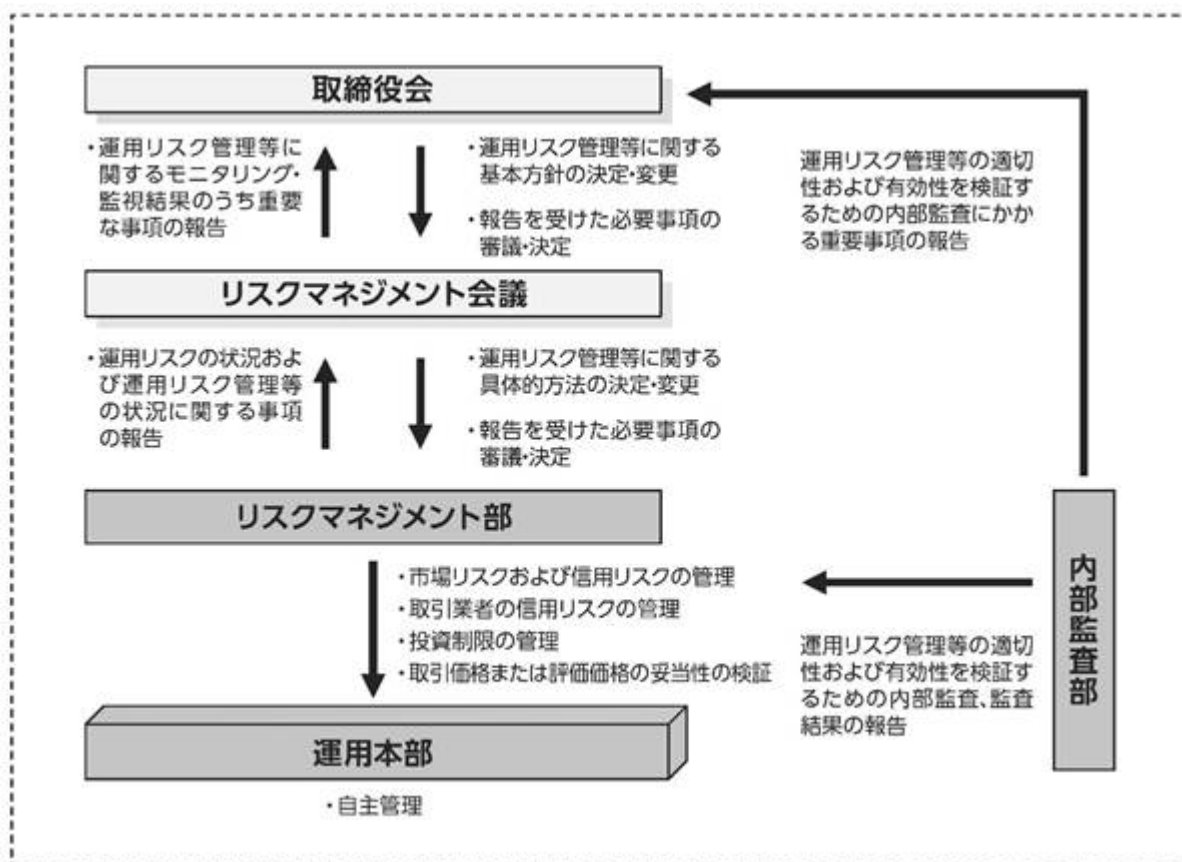 取締役会
・運用リスク管理等に
関するモニタリング・
監視結果のうち重要
な事項の報告
・運用リスク管理等に関する
基本方針の決定・変更
・報告を受けた必要事項の
審議・決定
運用リスク管理等の適切
性および有効性を検証す
るための内部監査にかか
る重要事項の報告
リスクマネジメント会議
・運用リスクの状況およ
び運用リスク管理等
の状況に関する事項
の報告
・運用リスク管理等に関する
具体的方法の決定・変更
・報告を受けた必要事項の
審議・決定
リスクマネジメント部
・市場リスクおよび信用リスクの管理
・取引業者の信用リスクの管理
・投資制限の管理
・取引価格または評価価格の妥当性の検証
内部監査部
運用リスク管理等の適切
性および有効性を検証す
るための内部監査、監査
結果の報告
運用本部
・自主管理